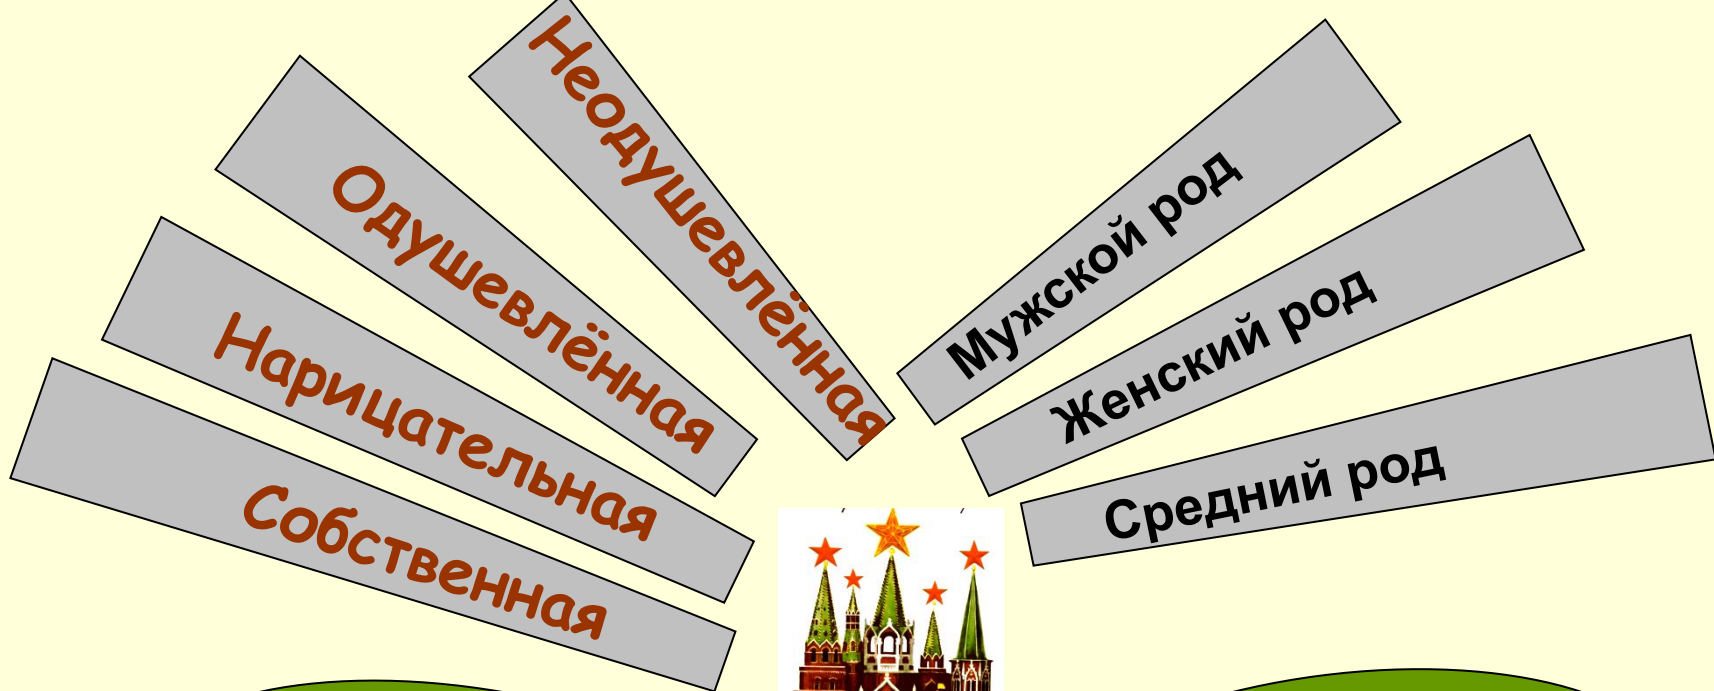 Неодушевлённая
Одушевлённая
Нарицательная
Собственная
Мужской род
Женский род
Средний род